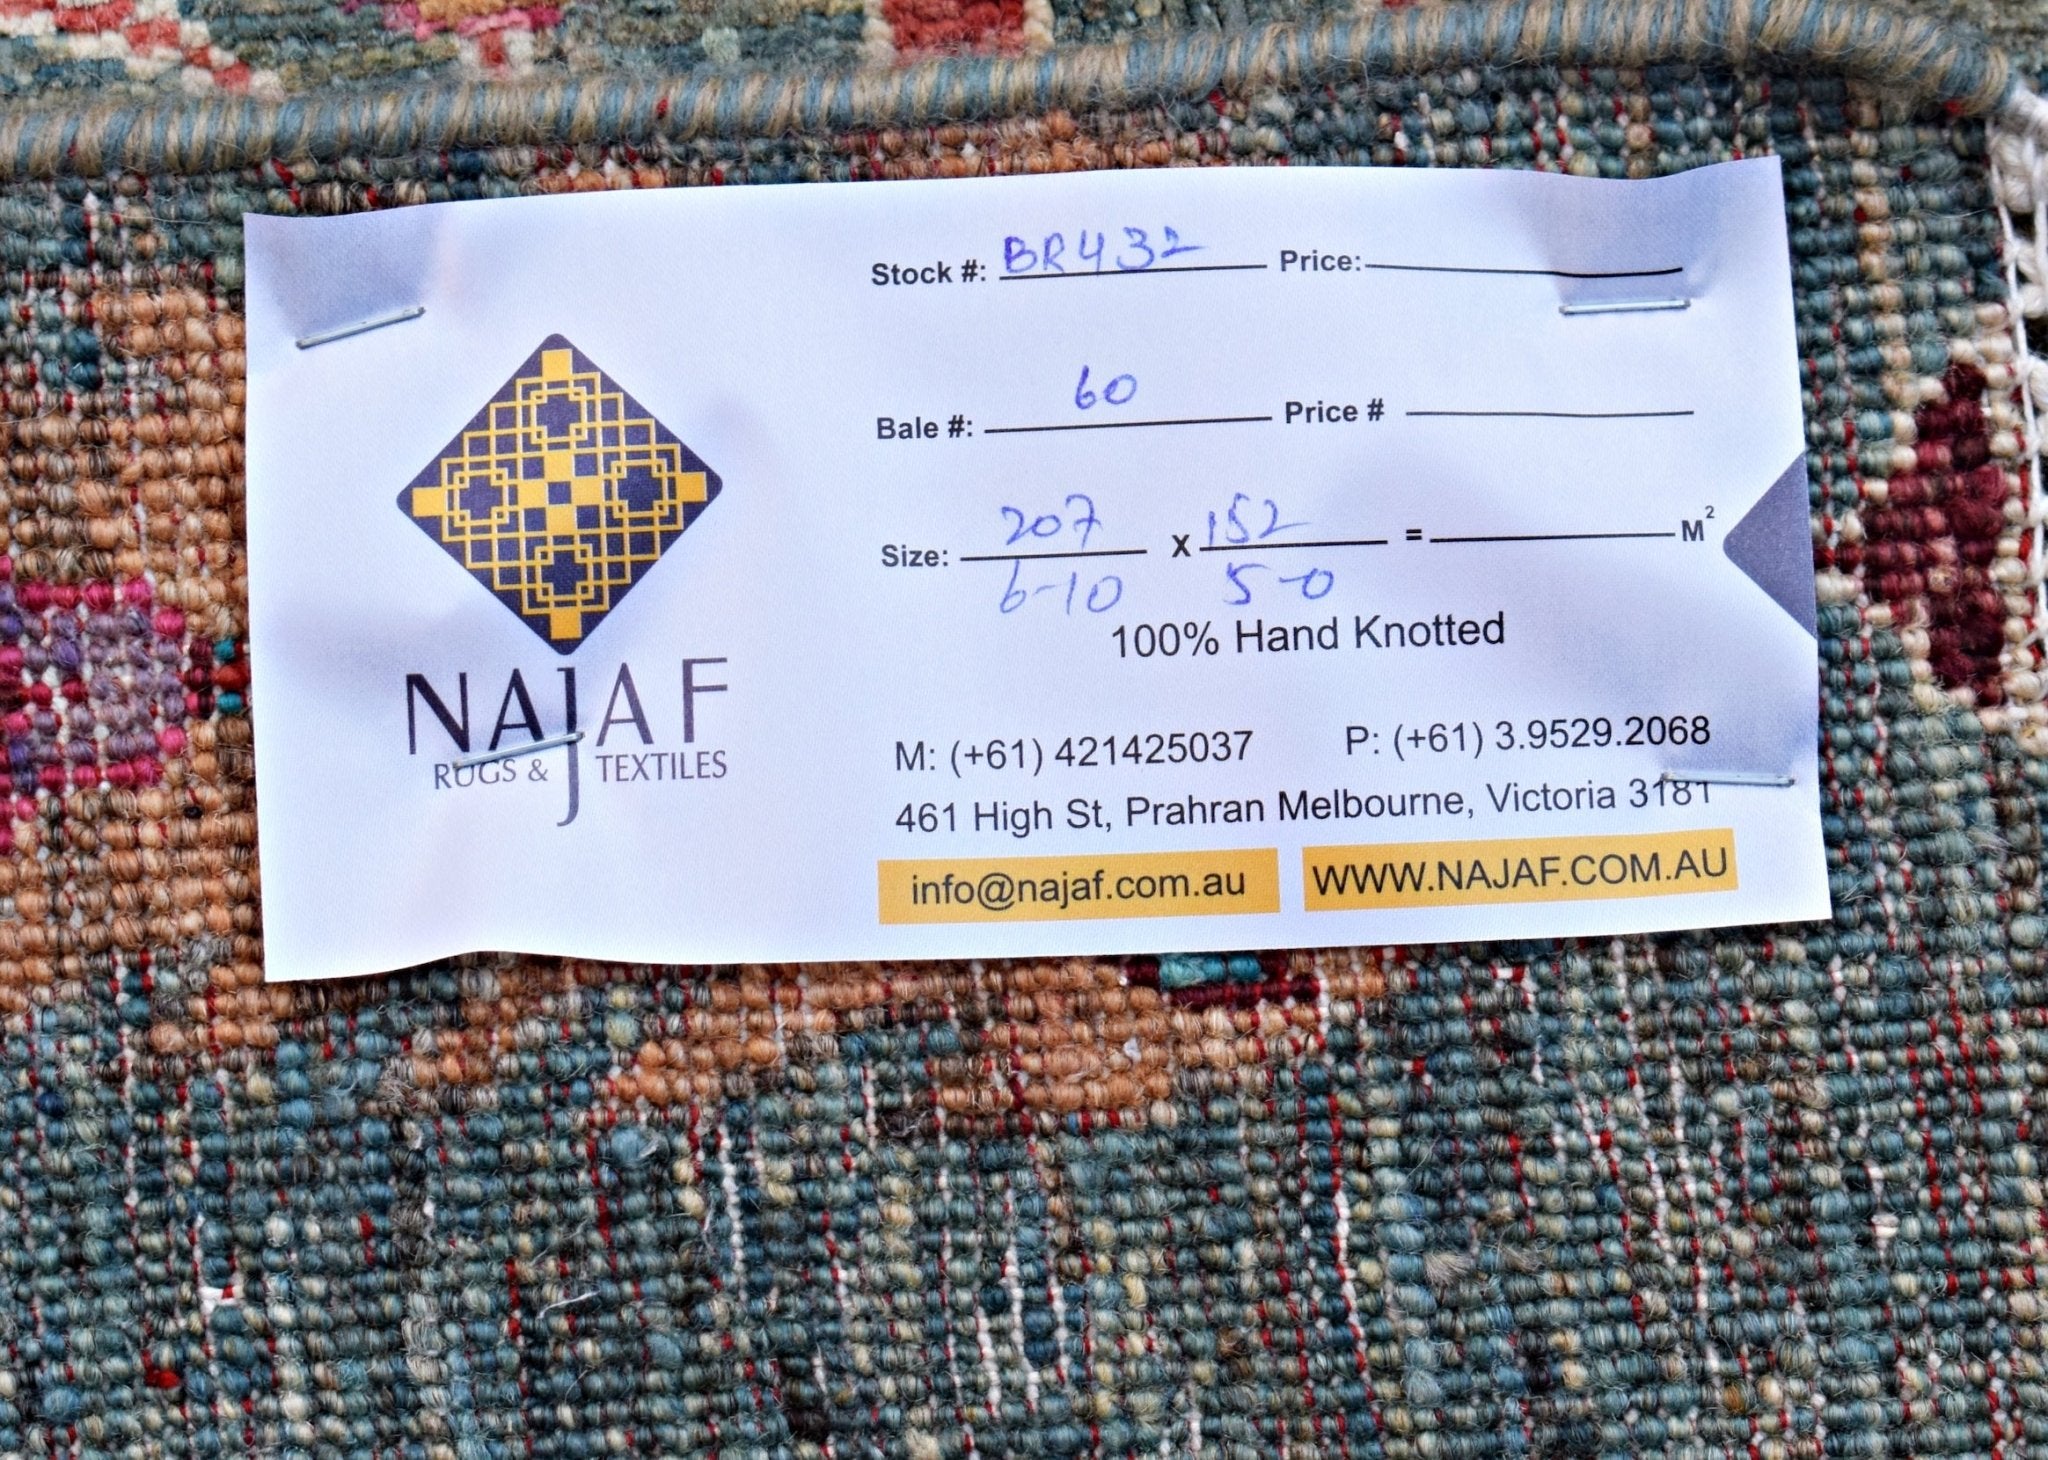 NAJAF
RUGS & TEXTILES
Stock #: BR432 Price:
Bale #: 60 Price #
Size: 207 X 152 = M²
6-10 5-0
100% Hand Knotted
M: (+61) 421425037 P: (+61) 3.9529.2068
461 High St, Prahran Melbourne, Victoria 3181
info@najaf.com.au WWW.NAJAF.COM.AU